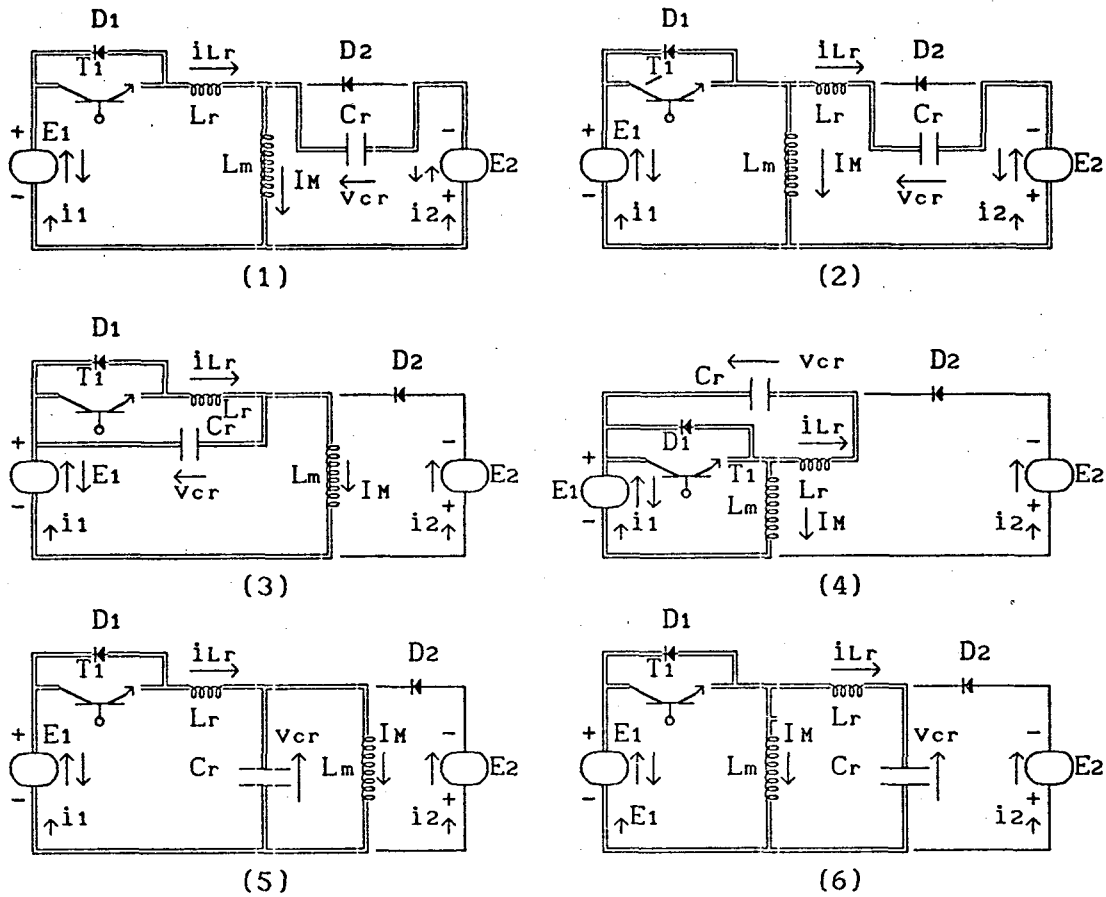 D1
iLr
D2
T1
Lr
Cr
+
E1
Lm
IM
Vcr
-
E2
-
i1
i2
+
(1)
D1
iLr
D2
T1
Lr
Cr
+
E1
Lm
IM
Vcr
-
E2
-
i1
i2
+
(2)
D1
iLr
D2
T1
Lr
Cr
+
E1
Vcr
Lm
IM
-
E2
-
i1
i2
+
(3)
Vcr
D2
Cr
D1
iLr
+
T1
E1
Lm
Lr
-
E2
-
i1
IM
i2
+
(4)
D1
iLr
D2
T1
Lr
+
E1
Vcr
IM
-
Cr
Lm
E2
-
i1
i2
+
(5)
D1
iLr
D2
T1
Lr
+
E1
IM
Vcr
-
Lm
Cr
E2
-
E1
i2
+
(6)